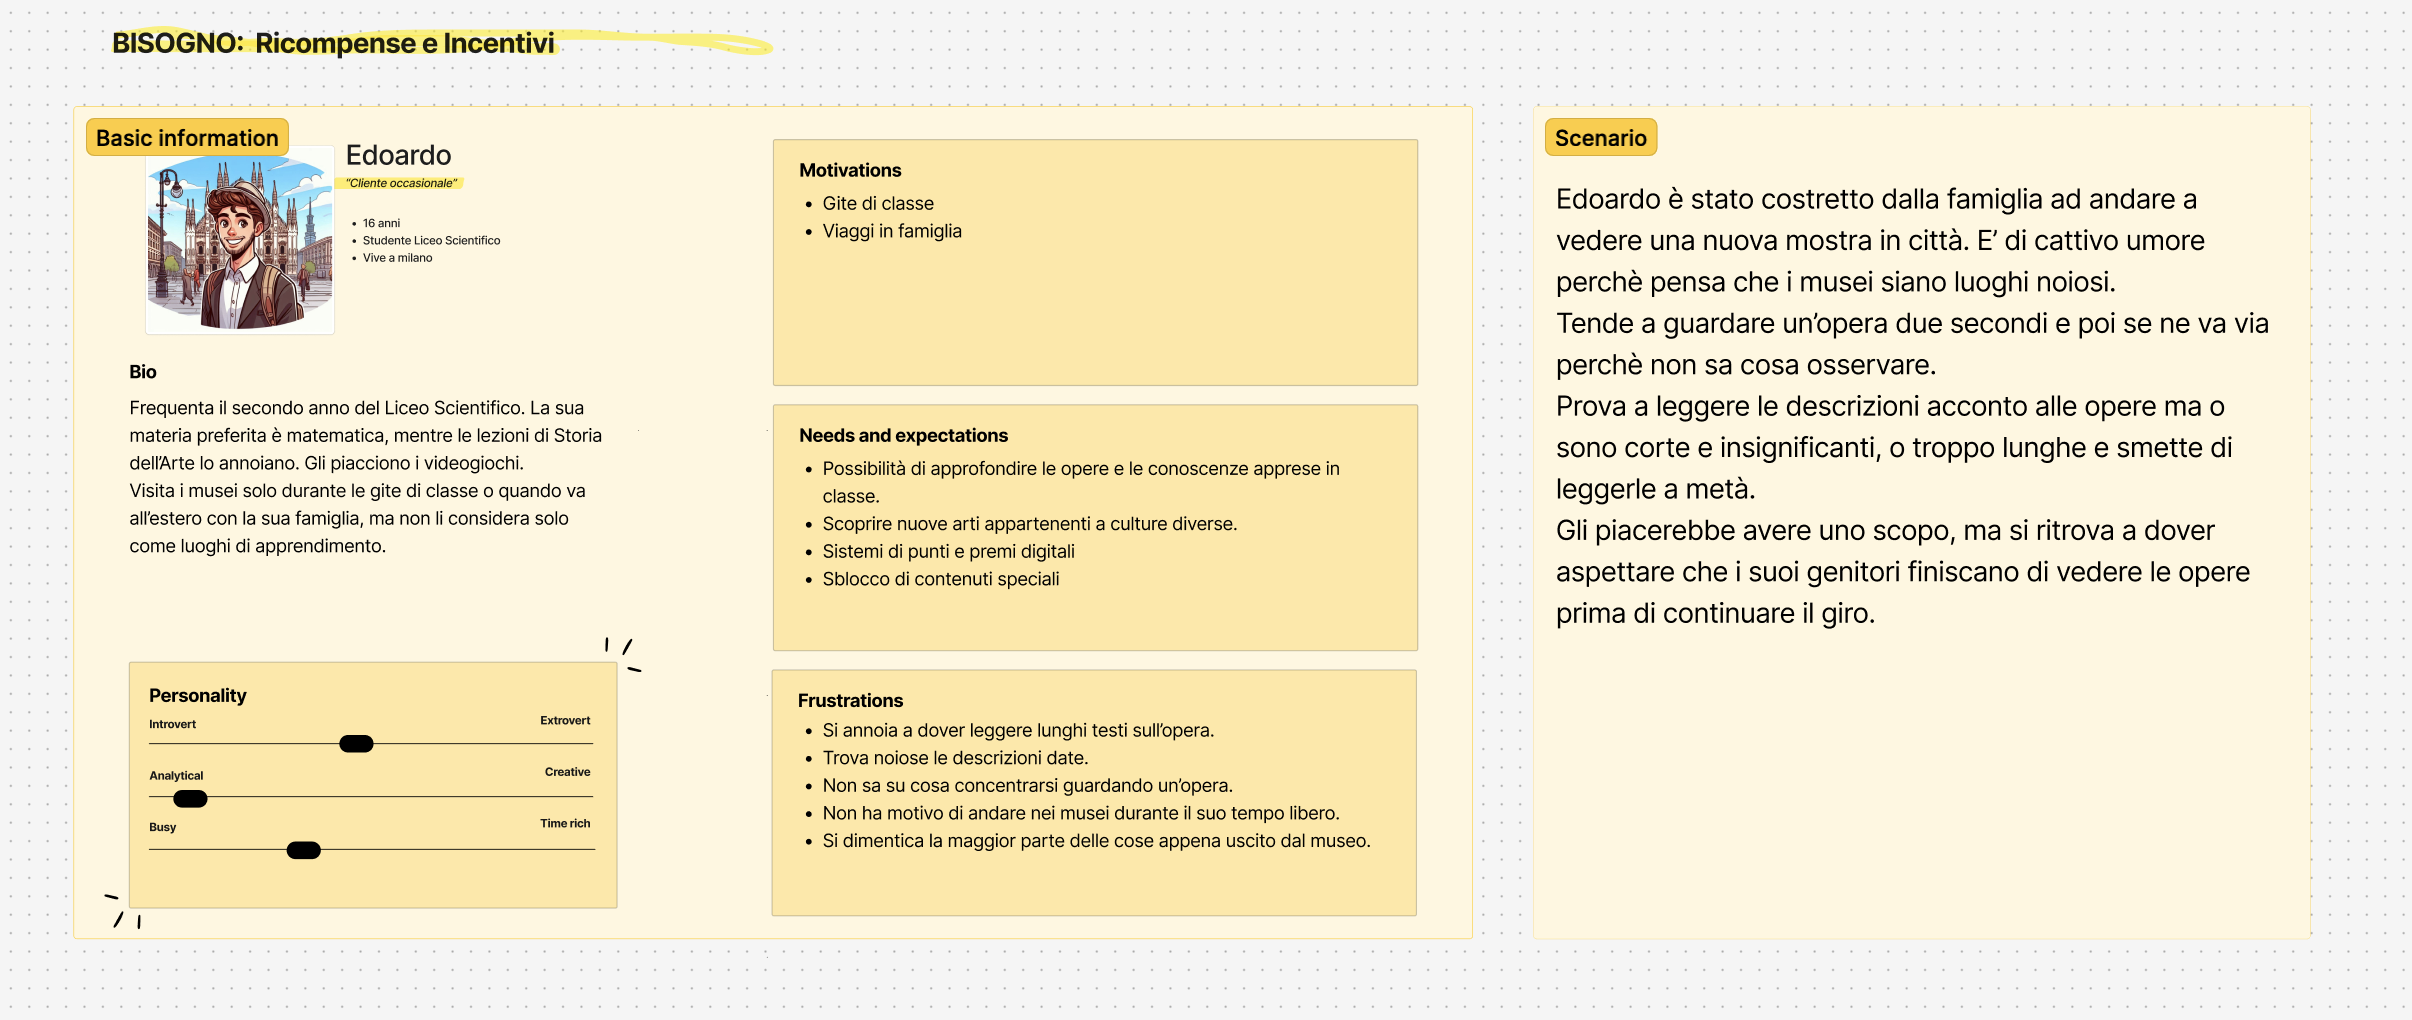 BISOGNO: Ricompense e Incentivi
Basic information
Edoardo
“Cliente occasionale”
• 16 anni
• Studente Liceo Scientifico
• Vive a milano
Bio
Frequenta il secondo anno del Liceo Scientifico. La sua
materia preferita è matematica, mentre le lezioni di Storia
dell’Arte lo annoiano. Gli piacciono i videogiochi.
Visita i musei solo durante le gite di classe o quando va
all’estero con la sua famiglia, ma non li considera solo
come luoghi di apprendimento.
Personality
Introvert Extrovert
Analytical Creative
Busy Time rich
Motivations
• Gite di classe
• Viaggi in famiglia
Needs and expectations
• Possibilità di approfondire le opere e le conoscenze apprese in
classe.
• Scoprire nuove arti appartenenti a culture diverse.
• Sistemi di punti e premi digitali
• Sblocco di contenuti speciali
Frustrations
• Si annoia a dover leggere lunghi testi sull’opera.
• Trova noiose le descrizioni date.
• Non sa su cosa concentrarsi guardando un’opera.
• Non ha motivo di andare nei musei durante il suo tempo libero.
• Si dimentica la maggior parte delle cose appena uscito dal museo.
Scenario
Edoardo è stato costretto dalla famiglia ad andare a
vedere una nuova mostra in città. E’ di cattivo umore
perchè pensa che i musei siano luoghi noiosi.
Tende a guardare un’opera due secondi e poi se ne va via
perchè non sa cosa osservare.
Prova a leggere le descrizioni acconto alle opere ma o
sono corte e insignificanti, o troppo lunghe e smette di
leggerle a metà.
Gli piacerebbe avere uno scopo, ma si ritrova a dover
aspettare che i suoi genitori finiscano di vedere le opere
prima di continuare il giro.